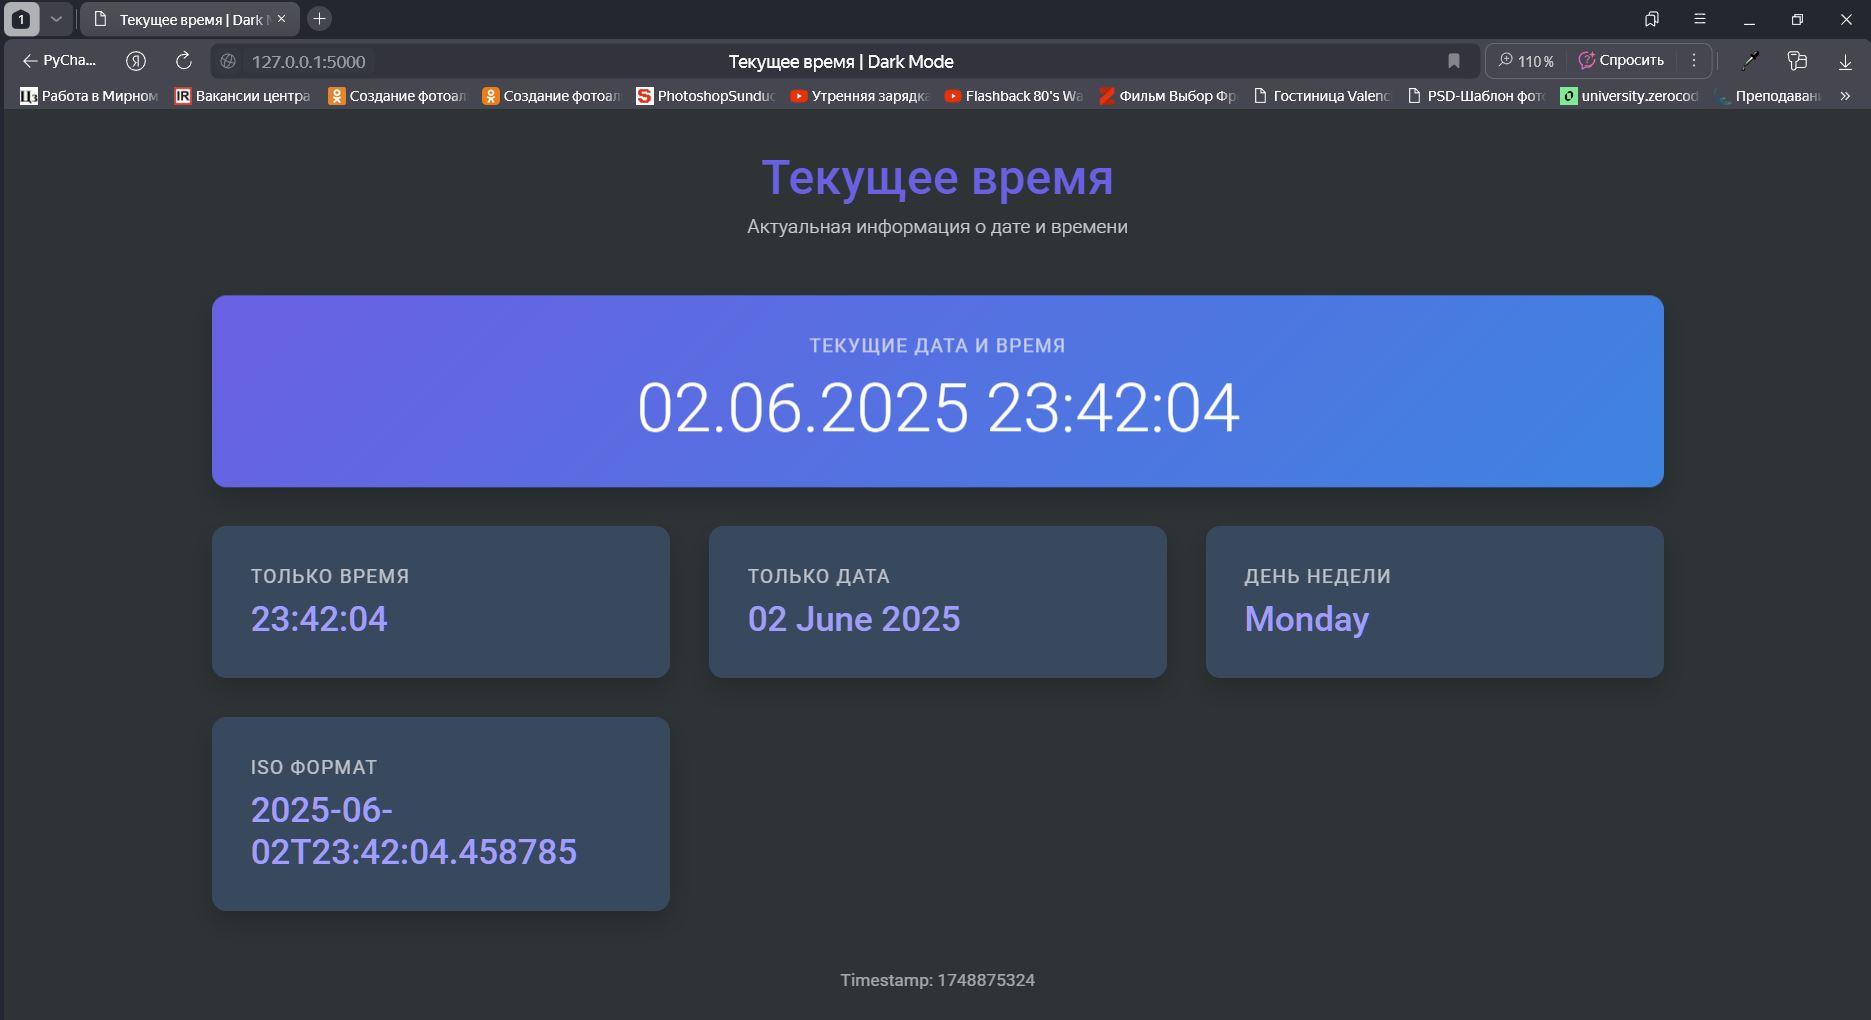 1
Текущее время | Dark
PyCha...
127.0.0.1:5000
Текущее время | Dark Mode
110 %
Спросить
Работа в Мирном
Вакансии центра
Создание фотоал
Создание фотоал
PhotoshopSunduc
Утренняя зарядка
Flashback 80's Wa
Фильм Выбор Фр
Гостиница Valenc
PSD-Шаблон фото
university.zerocod
Преподаван
Текущее время
Актуальная информация о дате и времени
ТЕКУЩИЕ ДАТА И ВРЕМЯ
02.06.2025 23:42:04
ТОЛЬКО ВРЕМЯ
23:42:04
ТОЛЬКО ДАТА
02 June 2025
ДЕНЬ НЕДЕЛИ
Monday
ISO ФОРМАТ
2025-06-
02T23:42:04.458785
Timestamp: 1748875324